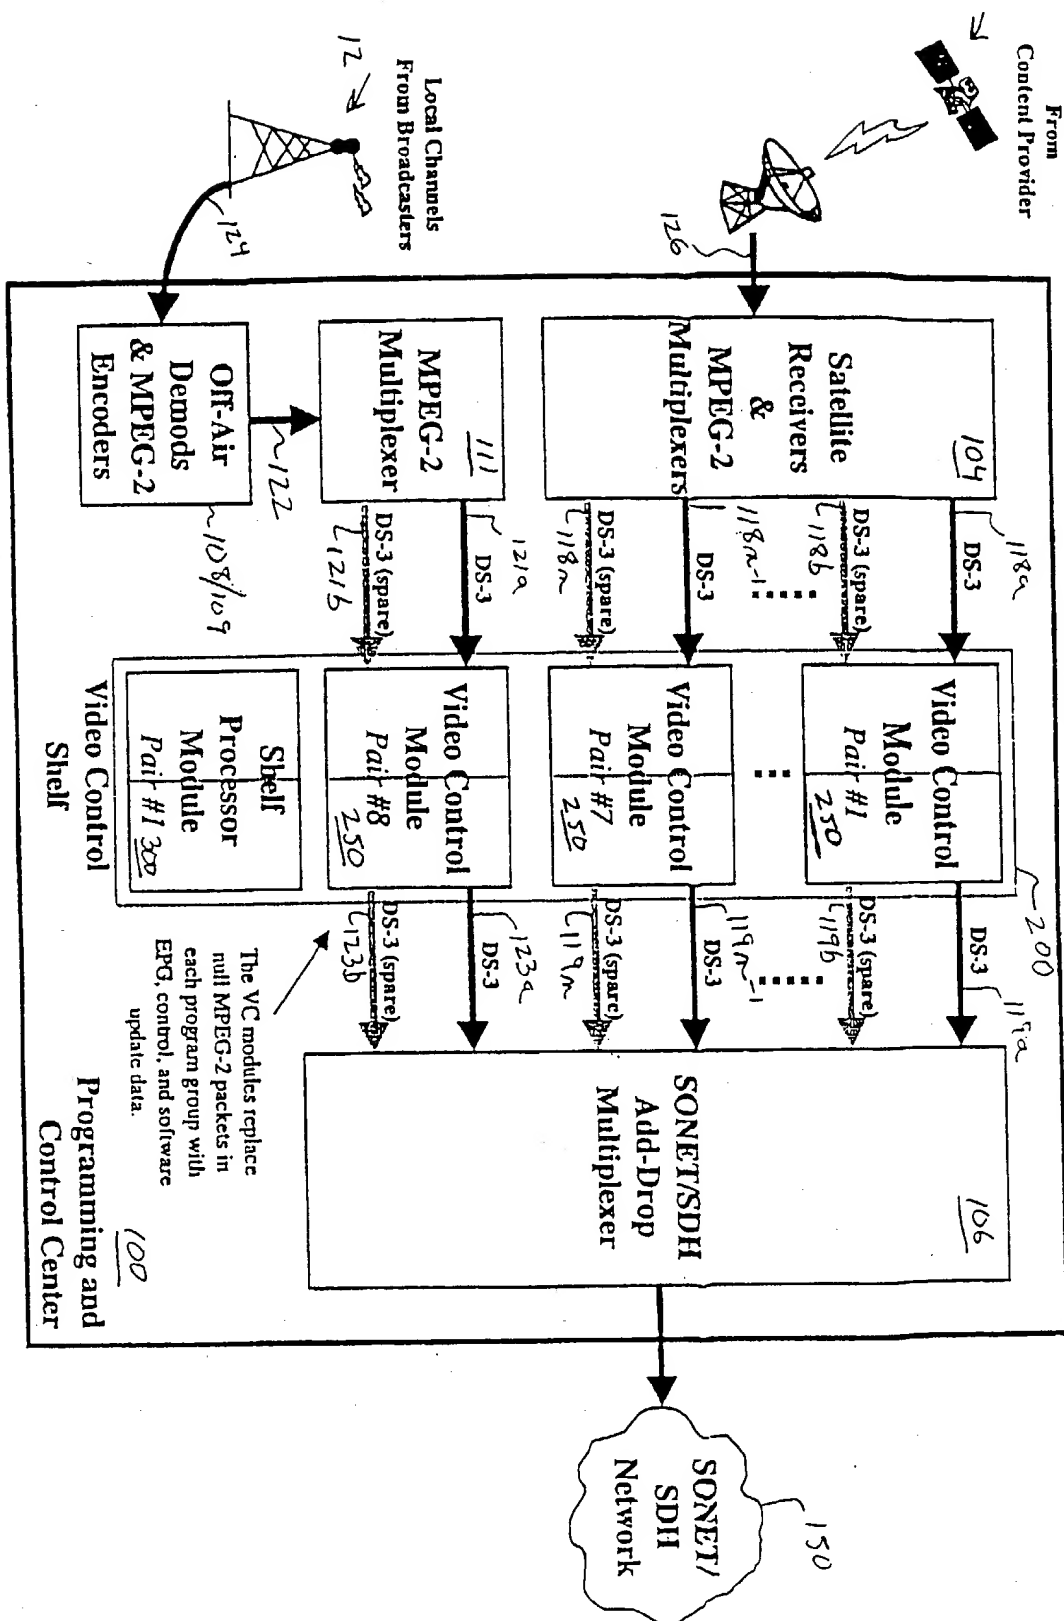 From
Content Provider
12
Local Channels
From Broadcasters
126
124
Satellite
Receivers
&
MPEG-2
Multiplexers
104
MPEG-2
Multiplexer
111
Off-Air
Demods
& MPEG-2
Encoders
122
108/109
118a
DS-3
118b
DS-3 (spare)
118n-1
DS-3
118n
DS-3 (spare)
121a
DS-3
121b
DS-3 (spare)
Video Control
Module
Pair #1
250
Video Control
Module
Pair #7
250
Video Control
Module
Pair #8
250
Shelf
Processor
Module
Pair #1 300
Video Control
Shelf
200
DS-3
119a
DS-3 (spare)
119b
DS-3
119n-1
DS-3 (spare)
119n
DS-3
123a
DS-3 (spare)
123b
The VC modules replace
null MPEG-2 packets in
each program group with
EPG, control, and software
update data.
SONET/SDH
Add-Drop
Multiplexer
106
Programming and
Control Center
100
SONET/
SDH
Network
150